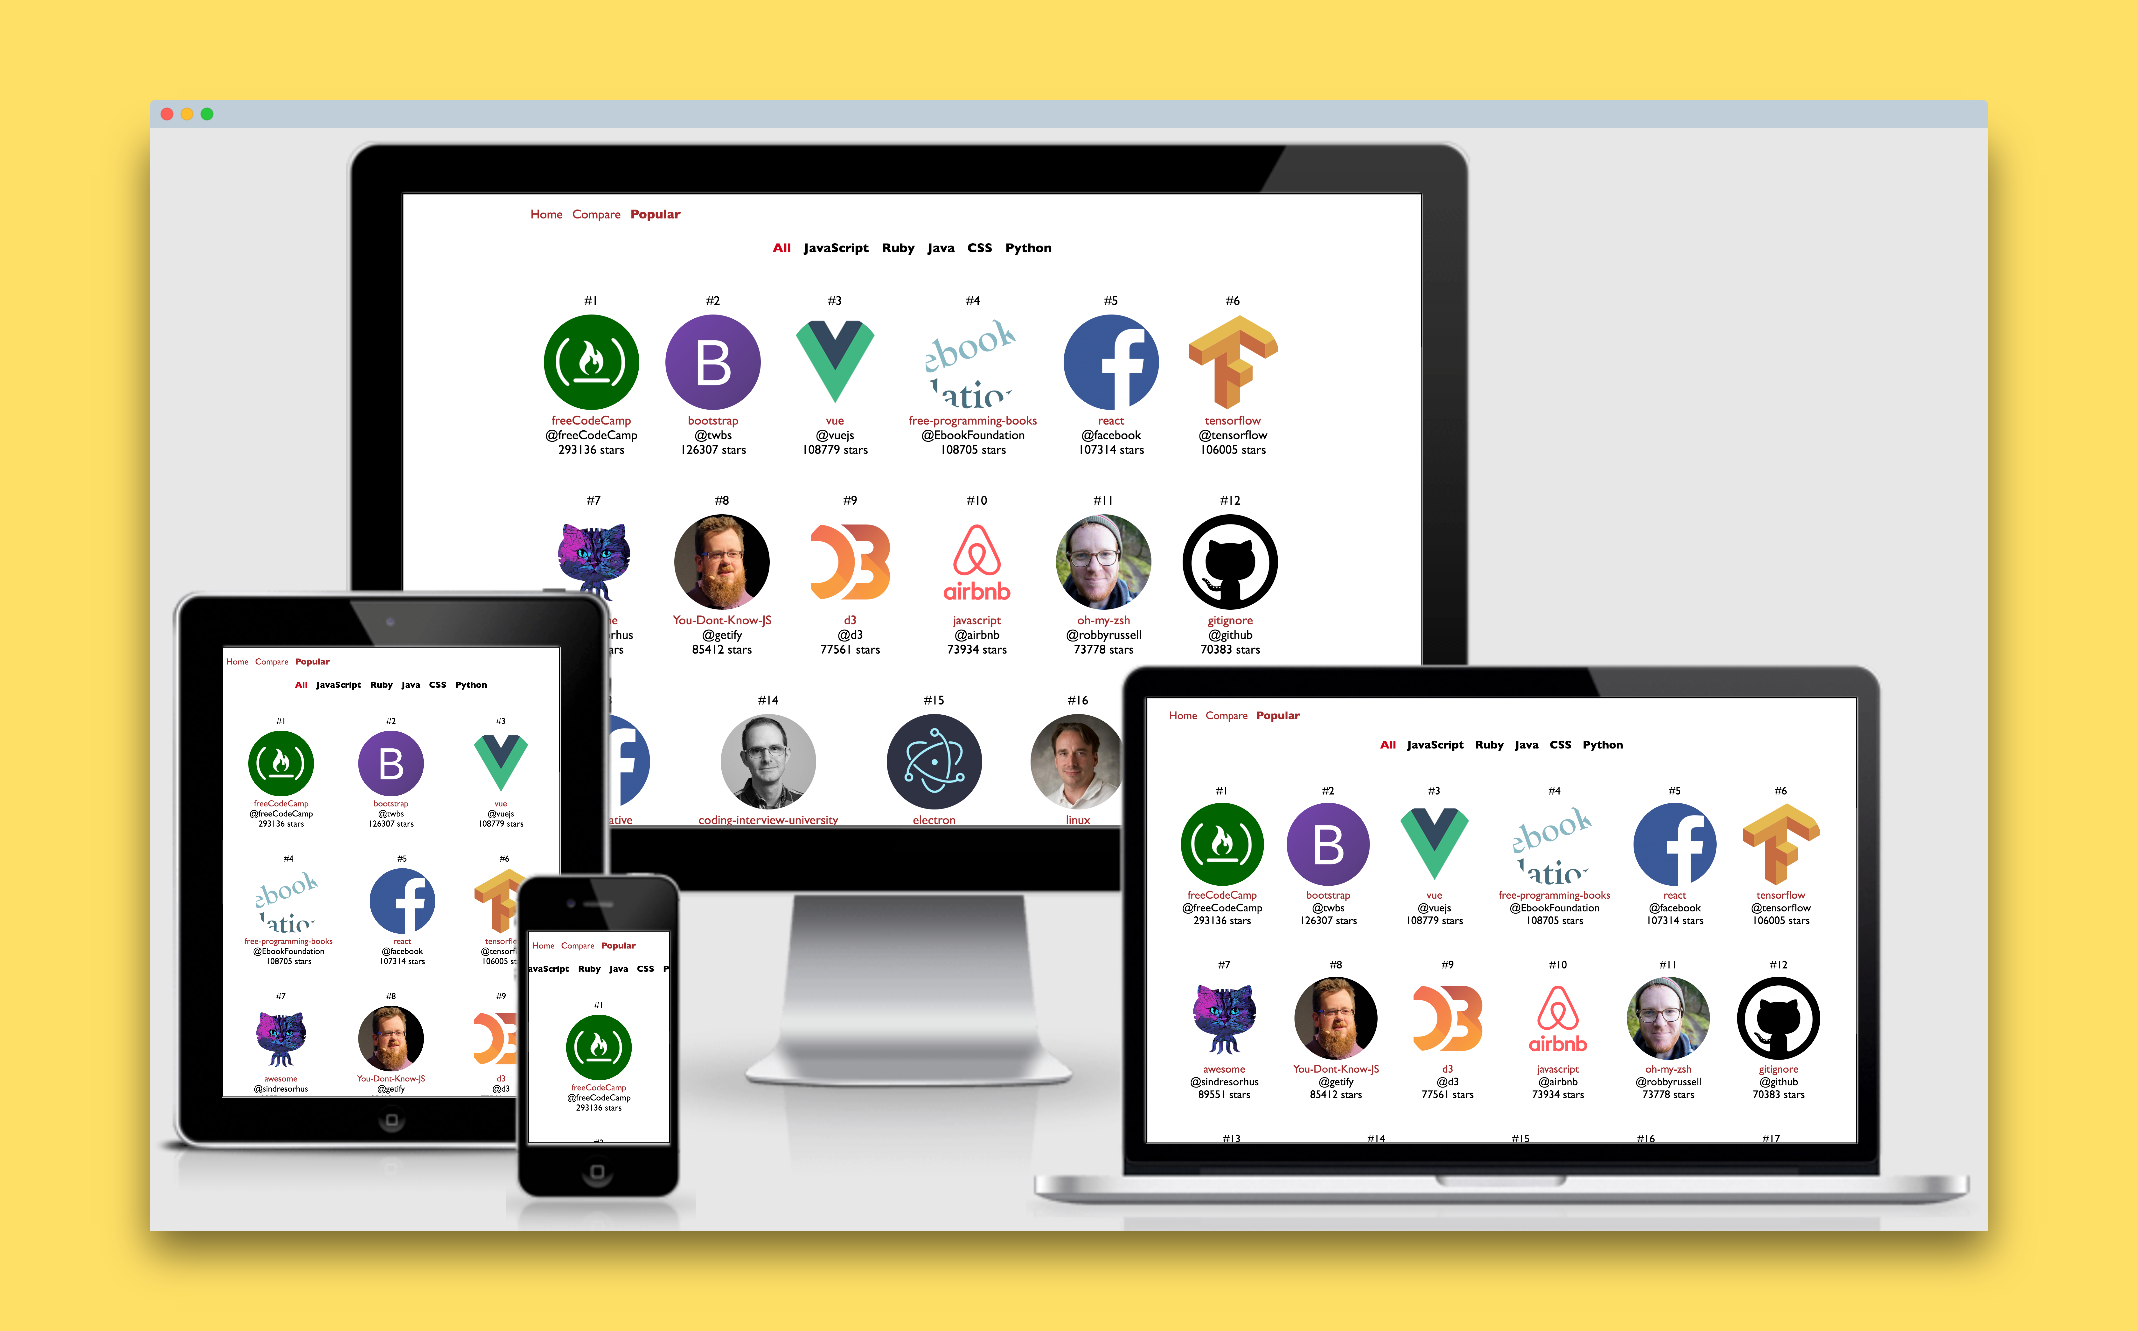 Home Compare Popular
All JavaScript Ruby Java CSS Python
#1 #2 #3 #4 #5 #6
B ebook f
latio
freeCodeCamp bootstrap vue free-programming-books react tensorflow
@freeCodeCamp @twbs @vuejs @EbookFoundation @facebook @tensorflow
293136 stars 126307 stars 108779 stars 108705 stars 107314 stars 106005 stars
#7 #8 #9 #10 #11 #12
airbnb
You-Dont-Know-JS d3 javascript oh-my-zsh gitignore
@getify @d3 @airbnb @robbyrussell @github
85412 stars 77561 stars 73934 stars 73778 stars 70383 stars
#14 #15 #16
ative coding-interview-university electron linux
Home Compare Popular
All JavaScript Ruby Java CSS Python
#1 #2 #3
B
freeCodeCamp bootstrap vue
@freeCodeCamp @twbs @vuejs
293136 stars 126307 stars 108779 stars
#4 #5 #6
ebook f
latio
free-programming-books react tensorfl
@EbookFoundation @facebook @tensorf
108705 stars 107314 stars 106005 s
#7 #8 #9
awesome You-Dont-Know-JS d3
@sindresorhus @getify @d3
Home Compare Popular
avaScript Ruby Java CSS P
#1
freeCodeCamp
@freeCodeCamp
293136 stars
#2
Home Compare Popular
All JavaScript Ruby Java CSS Python
#1 #2 #3 #4 #5 #6
B ebook f
latio
freeCodeCamp bootstrap vue free-programming-books react tensorflow
@freeCodeCamp @twbs @vuejs @EbookFoundation @facebook @tensorflow
293136 stars 126307 stars 108779 stars 108705 stars 107314 stars 106005 stars
#7 #8 #9 #10 #11 #12
airbnb
awesome You-Dont-Know-JS d3 javascript oh-my-zsh gitignore
@sindresorhus @getify @d3 @airbnb @robbyrussell @github
89551 stars 85412 stars 77561 stars 73934 stars 73778 stars 70383 stars
#13 #14 #15 #16 #17